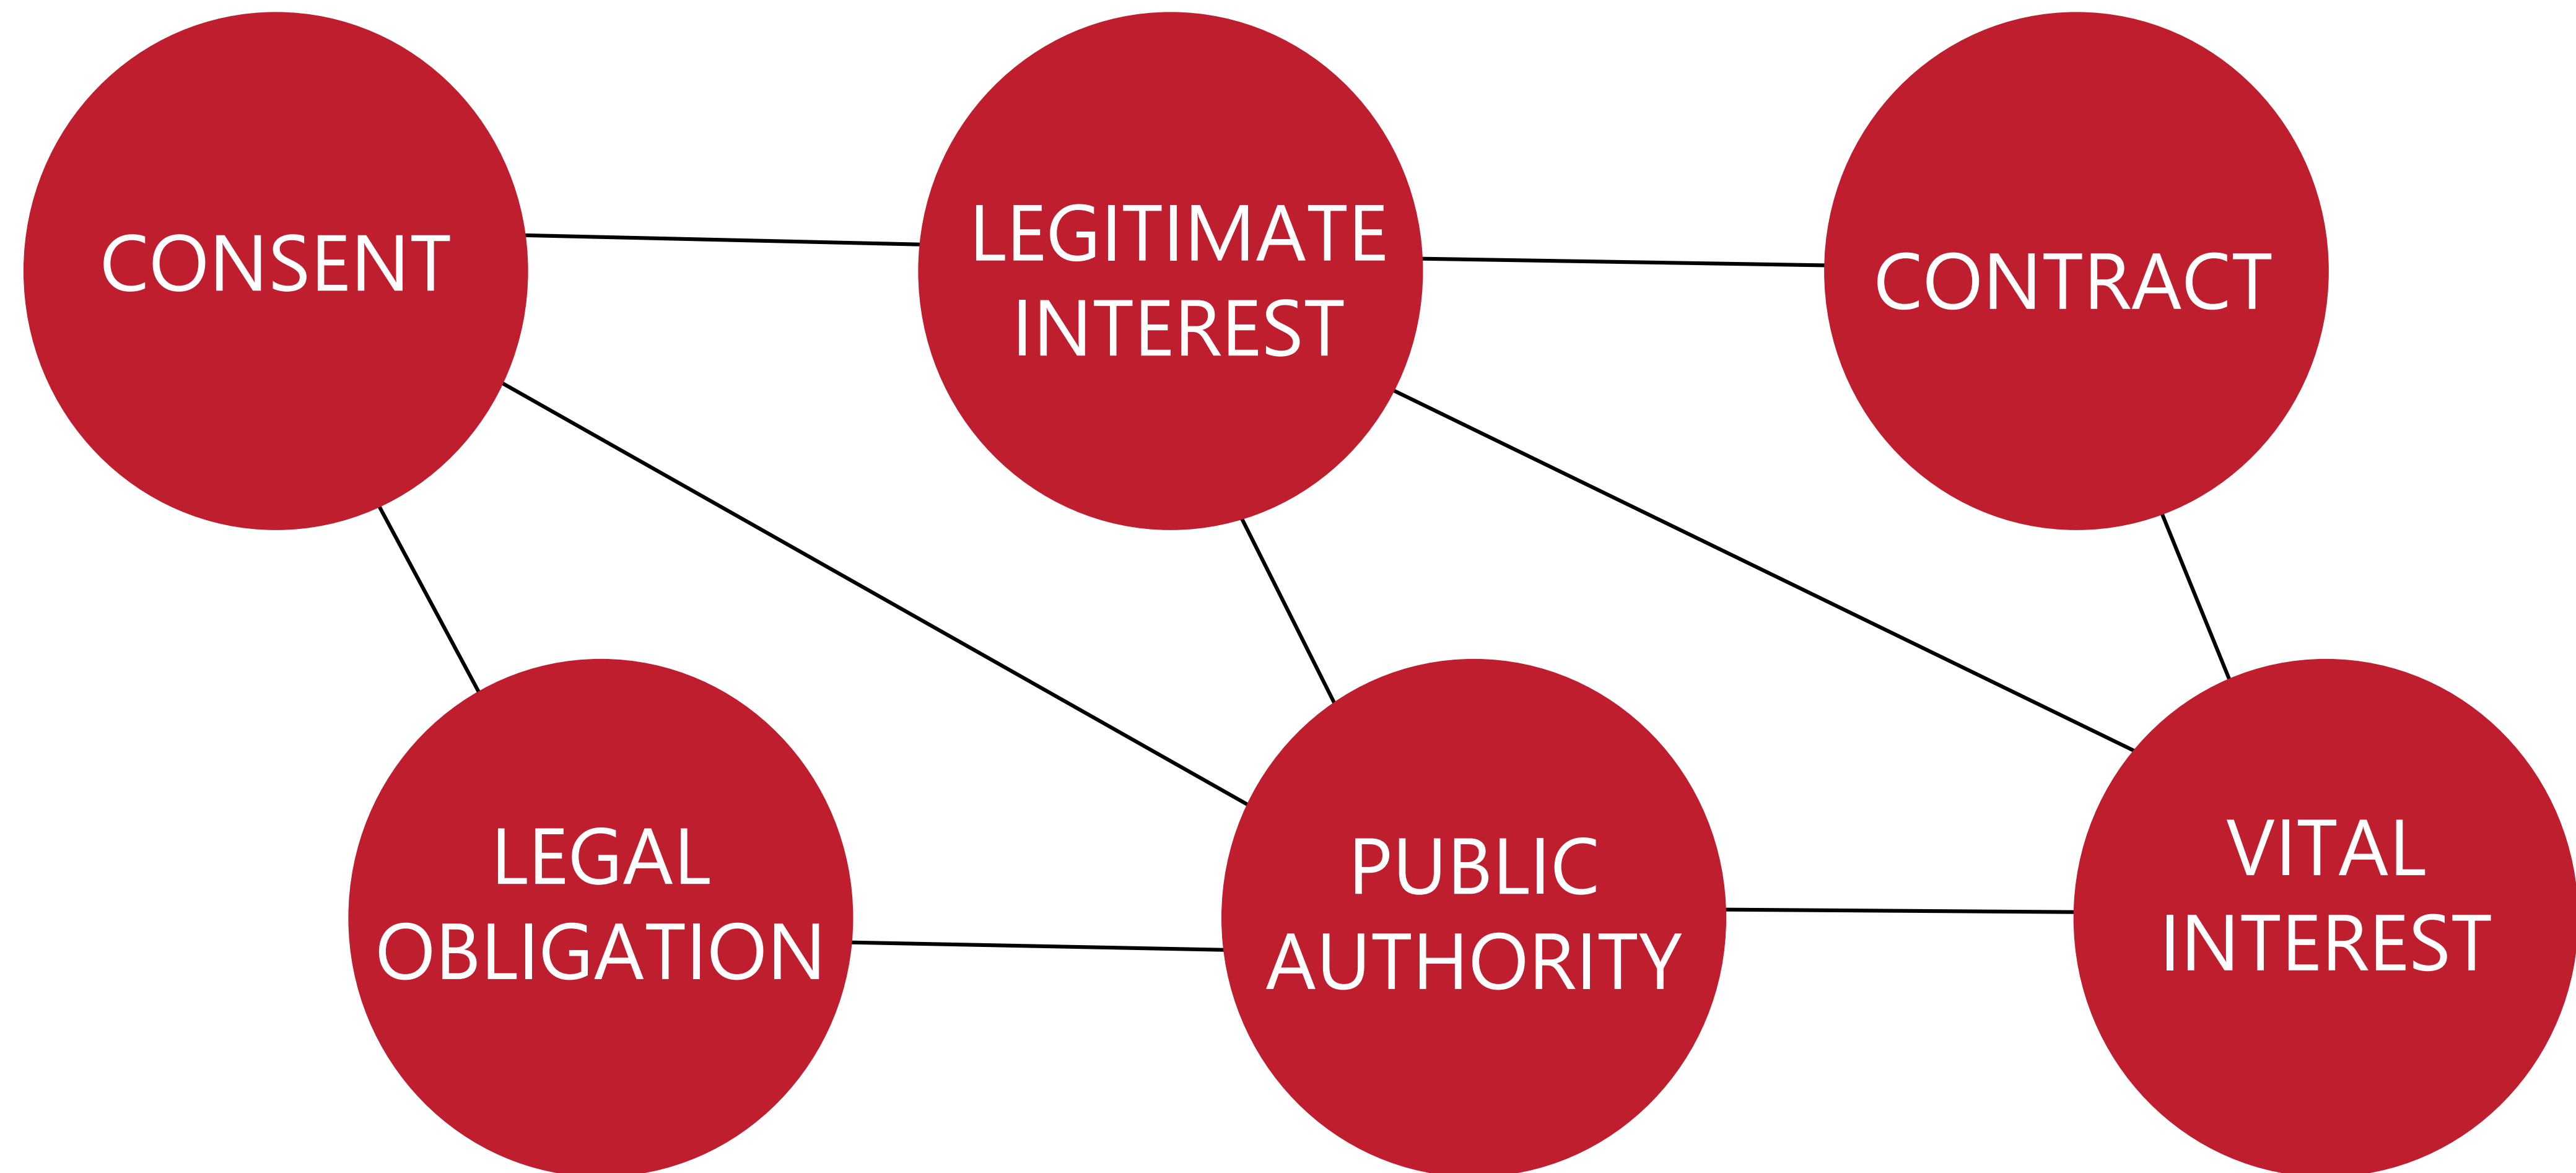 CONSENT
LEGITIMATE
INTEREST
CONTRACT
LEGAL
OBLIGATION
PUBLIC
AUTHORITY
VITAL
INTEREST